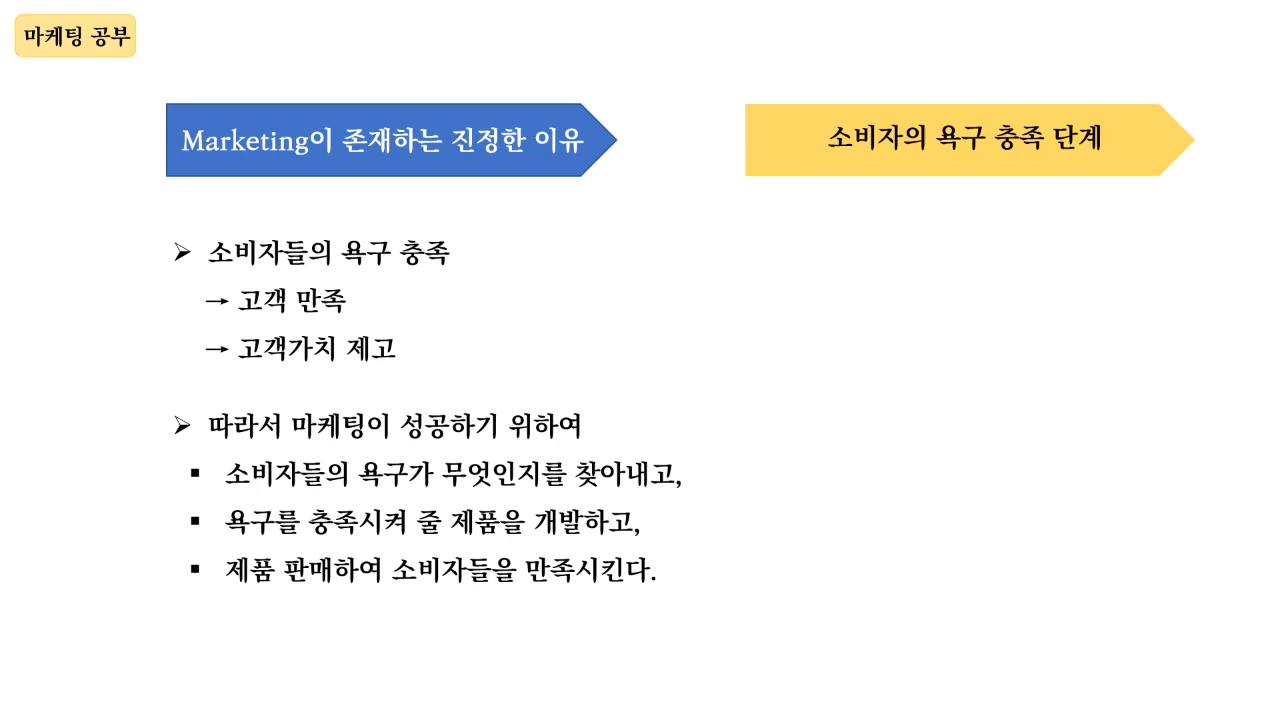 마케팅 공부
Marketing이 존재하는 진정한 이유
소비자의 욕구 충족 단계
➢ 소비자들의 욕구 충족
→ 고객 만족
→ 고객가치 제고
➢ 따라서 마케팅이 성공하기 위하여
▪ 소비자들의 욕구가 무엇인지를 찾아내고,
▪ 욕구를 충족시켜 줄 제품을 개발하고,
▪ 제품 판매하여 소비자들을 만족시킨다.